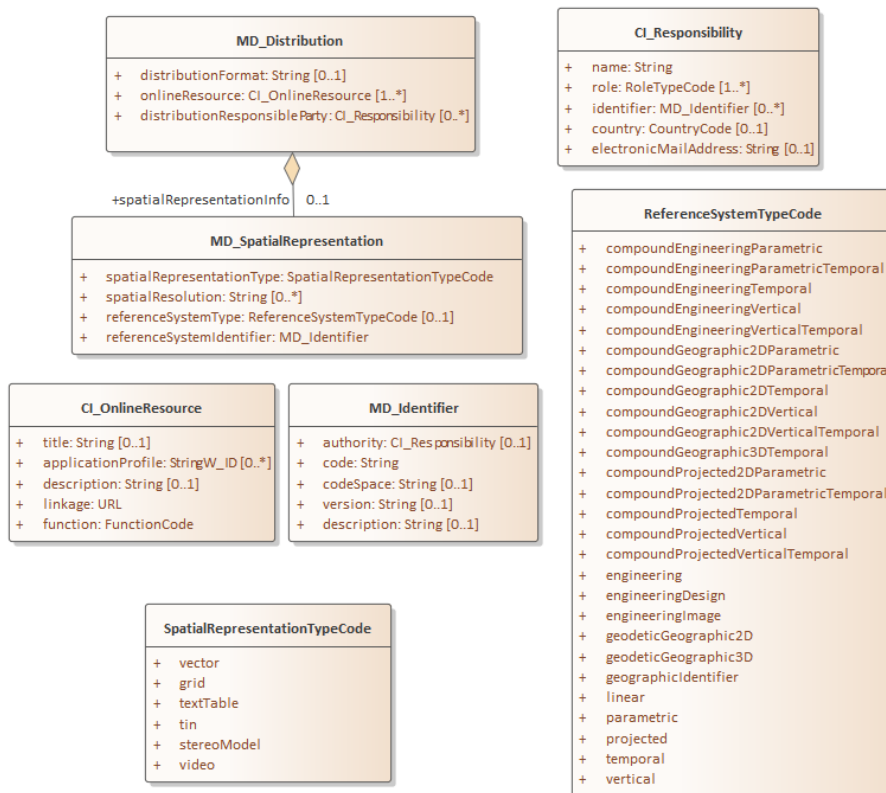 MD_Distribution
+ distributionFormat: String [0..1]
+ onlineResource: CI_OnlineResource [1..*]
+ distributionResponsibleParty: CI_Responsibility [0..*]
+spatialRepresentationInfo 0..1
MD_SpatialRepresentation
+ spatialRepresentationType: SpatialRepresentationTypeCode
+ spatialResolution: String [0..*]
+ referenceSystemType: ReferenceSystemTypeCode [0..1]
+ referenceSystemIdentifier: MD_Identifier
CI_OnlineResource
+ title: String [0..1]
+ applicationProfile: StringW_ID [0..*]
+ description: String [0..1]
+ linkage: URL
+ function: FunctionCode
MD_Identifier
+ authority: CI_Responsibility [0..1]
+ code: String
+ codeSpace: String [0..1]
+ version: String [0..1]
+ description: String [0..1]
SpatialRepresentationTypeCode
+ vector
+ grid
+ textTable
+ tin
+ stereoModel
+ video
CI_Responsibility
+ name: String
+ role: RoleTypeCode [1..*]
+ identifier: MD_Identifier [0..*]
+ country: CountryCode [0..1]
+ electronicMailAddress: String [0..1]
ReferenceSystemTypeCode
+ compoundEngineeringParametric
+ compoundEngineeringParametricTemporal
+ compoundEngineeringTemporal
+ compoundEngineeringVertical
+ compoundEngineeringVerticalTemporal
+ compoundGeographic2DParametric
+ compoundGeographic2DParametricTempora
+ compoundGeographic2DTemporal
+ compoundGeographic2DVertical
+ compoundGeographic2DVerticalTemporal
+ compoundGeographic3DTemporal
+ compoundProjected2DParametric
+ compoundProjected2DParametricTemporal
+ compoundProjectedTemporal
+ compoundProjectedVertical
+ compoundProjectedVerticalTemporal
+ engineering
+ engineeringDesign
+ engineeringImage
+ geodeticGeographic2D
+ geodeticGeographic3D
+ geographicIdentifier
+ linear
+ parametric
+ projected
+ temporal
+ vertical